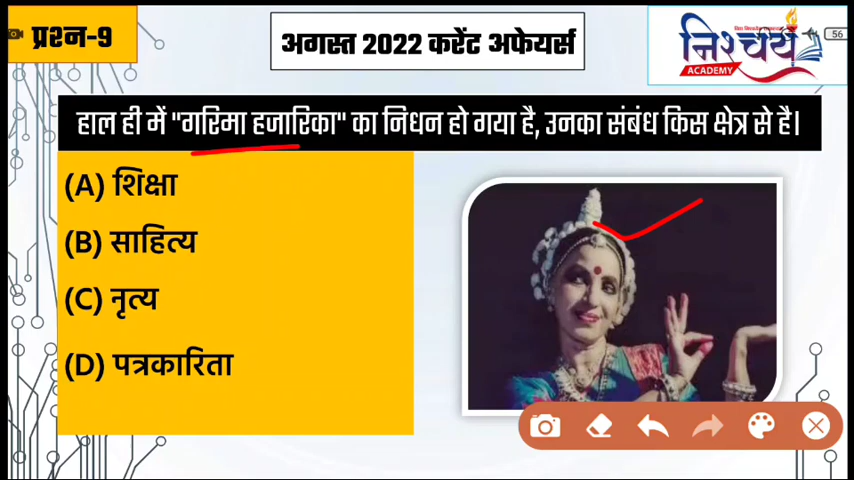 प्रश्न-9
अगस्त 2022 करेंट अफेयर्स
निश्चय
ACADEMY
56
हाल ही में "गरिमा हजारिका" का निधन हो गया है, उनका संबंध किस क्षेत्र से है।
(A) शिक्षा
(B) साहित्य
(C) नृत्य
(D) पत्रकारिता